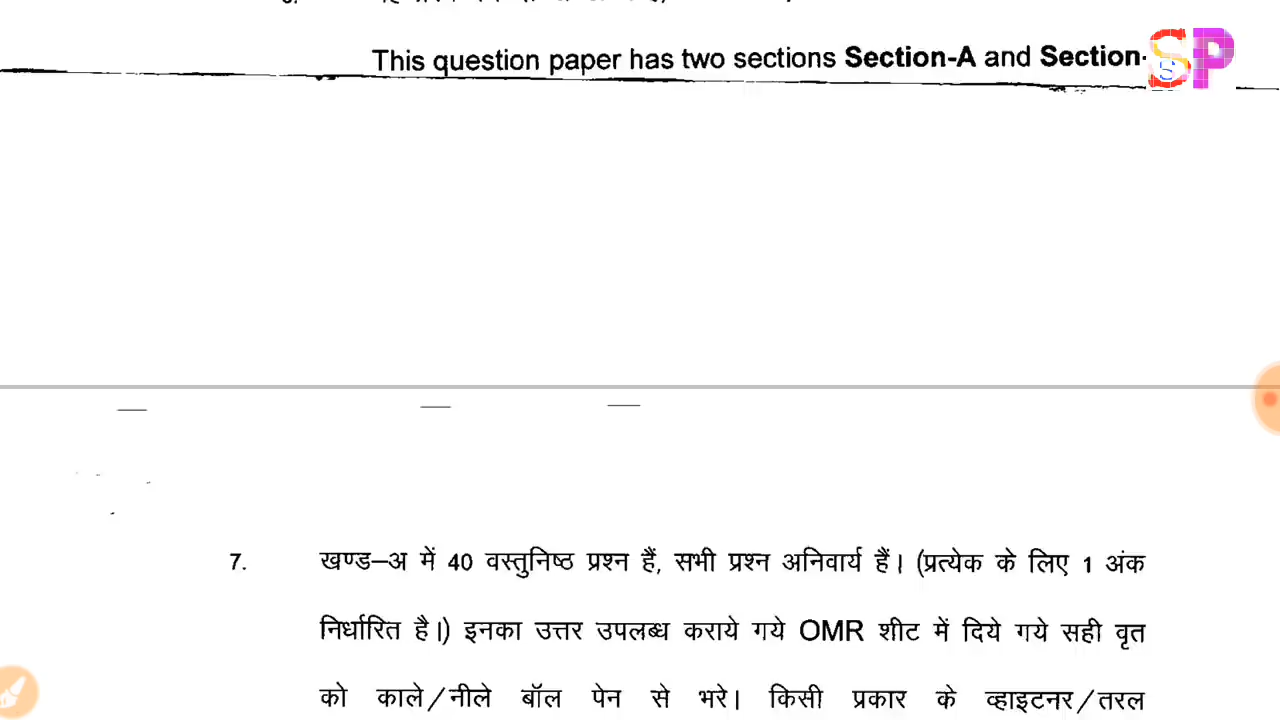 This question paper has two sections Section-A and Section-
SP
S
7. खण्ड–अ में 40 वस्तुनिष्ठ प्रश्न हैं, सभी प्रश्न अनिवार्य हैं। (प्रत्येक के लिए 1 अंक
निर्धारित है।) इनका उत्तर उपलब्ध कराये गये OMR शीट में दिये गये सही वृत
को काले/नीले बॉल पेन से भरे। किसी प्रकार के व्हाइटनर/तरल